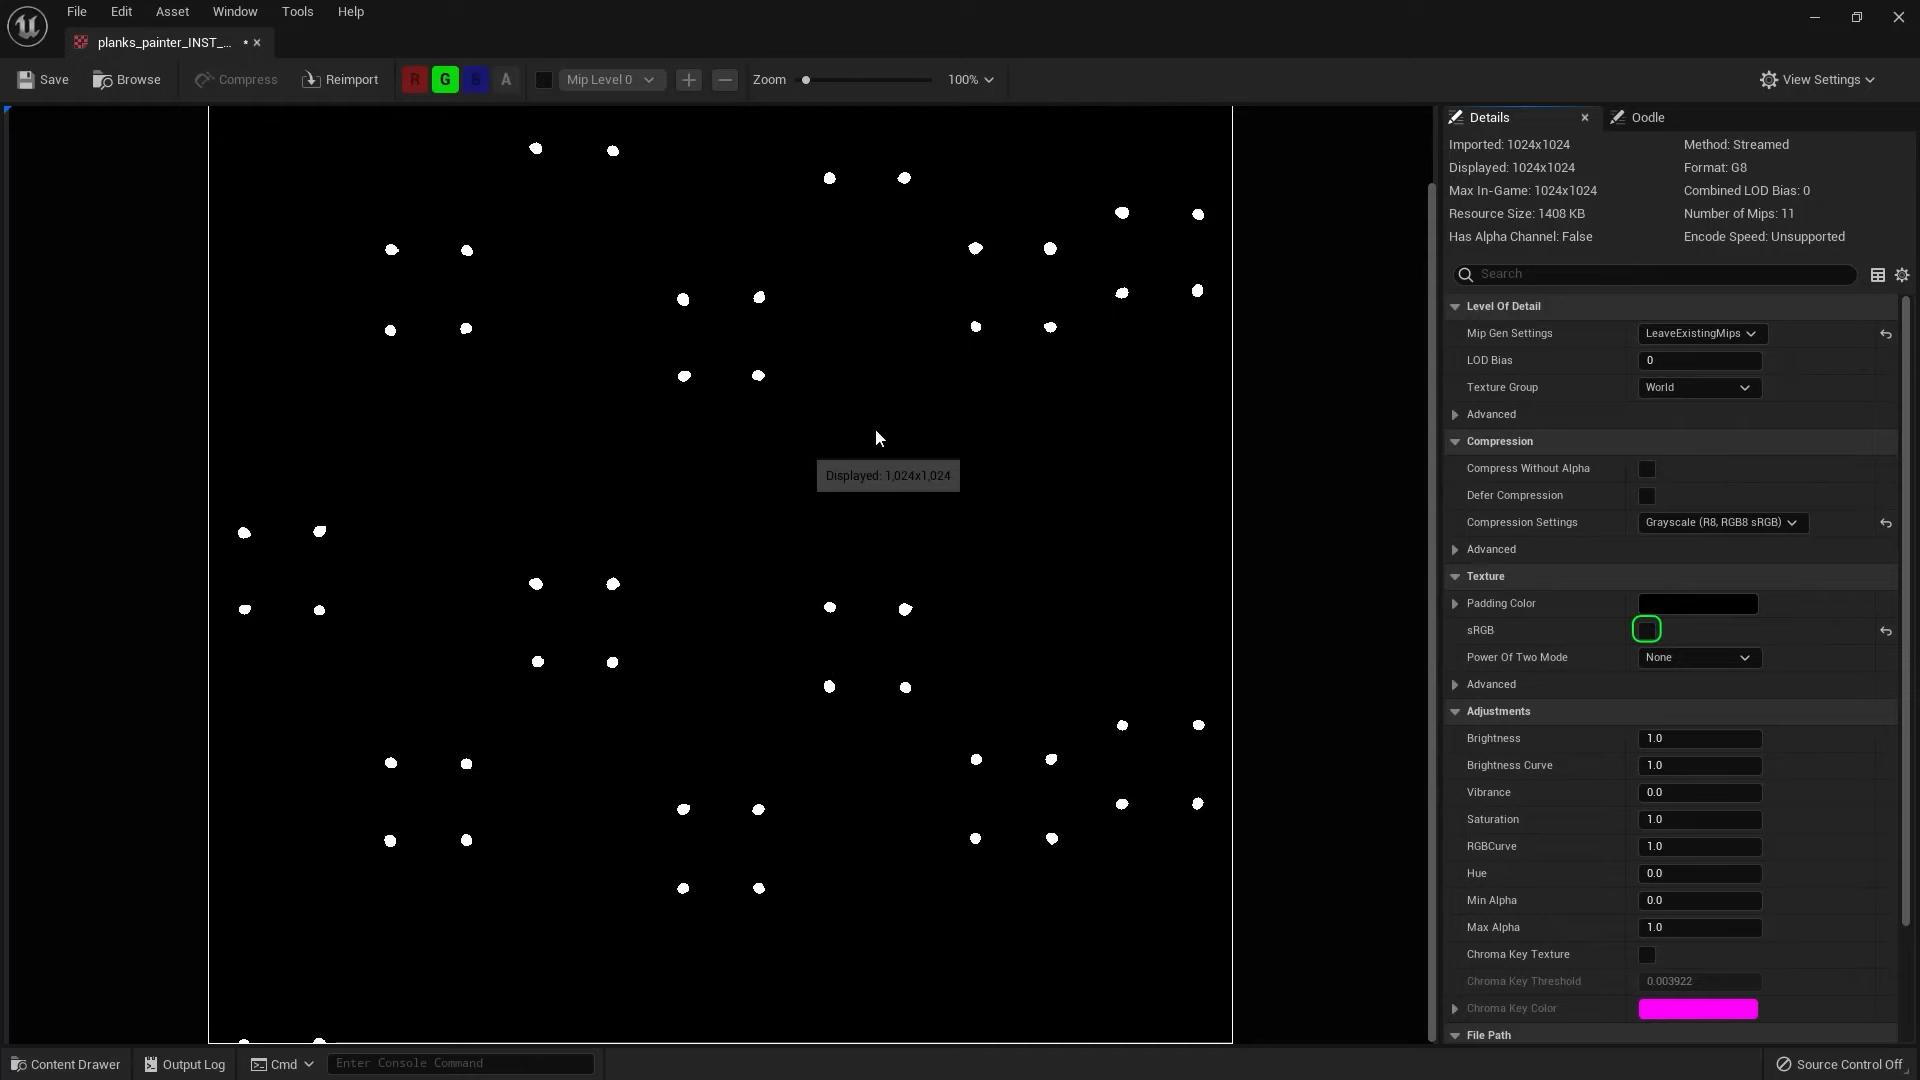 File Edit Asset Window Tools Help
planks_painter_INST_... *
Save Browse Compress Reimport R G B A Mip Level 0 Zoom 100% View Settings
Details Oodle
Imported: 1024x1024 Method: Streamed
Displayed: 1024x1024 Format: G8
Max In-Game: 1024x1024 Combined LOD Bias: 0
Resource Size: 1408 KB Number of Mips: 11
Has Alpha Channel: False Encode Speed: Unsupported
Search
Level Of Detail
Mip Gen Settings LeaveExistingMips
LOD Bias 0
Texture Group World
Advanced
Compression
Compress Without Alpha
Displayed: 1,024x1,024
Defer Compression
Compression Settings Grayscale (R8, RGB8 sRGB)
Advanced
Texture
Padding Color
sRGB
Power Of Two Mode None
Advanced
Adjustments
Brightness 1.0
Brightness Curve 1.0
Vibrance 0.0
Saturation 1.0
RGBCurve 1.0
Hue 0.0
Min Alpha 0.0
Max Alpha 1.0
Chroma Key Texture
Chroma Key Threshold 0.003922
Chroma Key Color
File Path
Content Drawer Output Log Cmd Enter Console Command Source Control Off